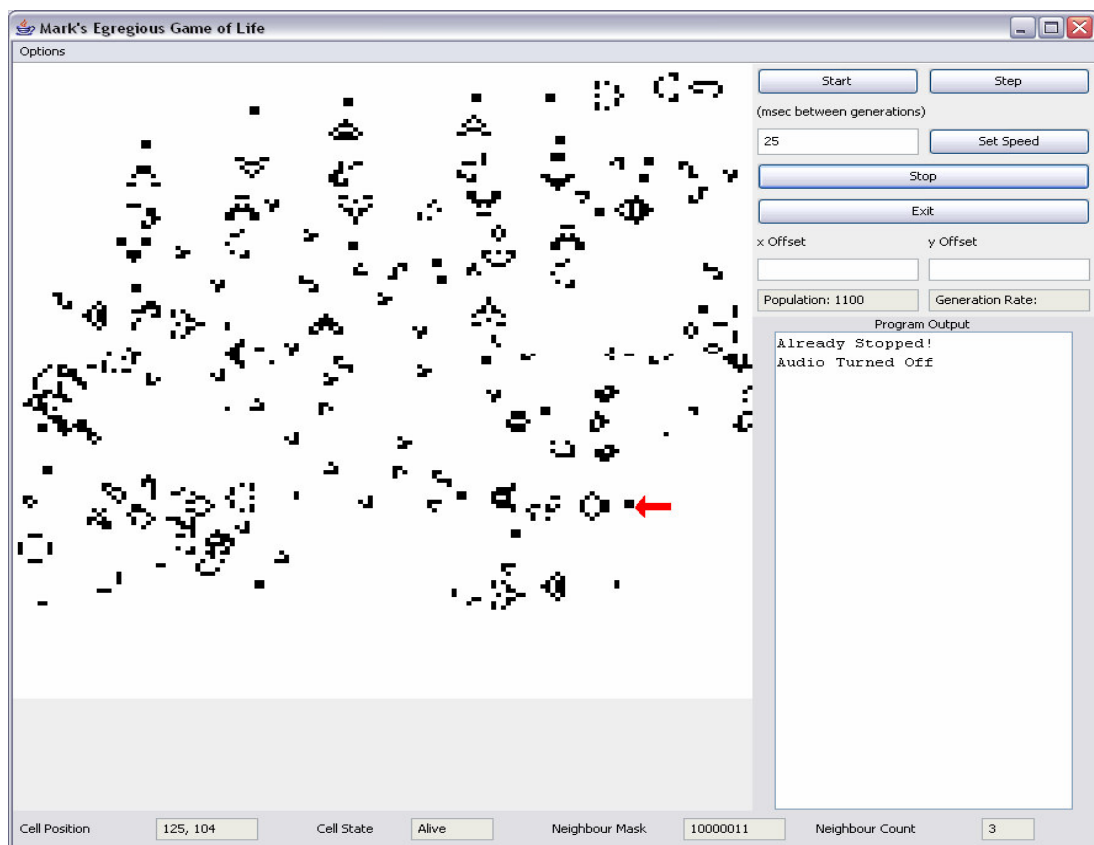 Mark's Egregious Game of Life
Options
Start Step
(msec between generations)
25 Set Speed
Stop
Exit
x Offset y Offset
Population: 1100 Generation Rate:
Program Output
Already Stopped!
Audio Turned Off
Cell Position 125, 104 Cell State Alive Neighbour Mask 10000011 Neighbour Count 3